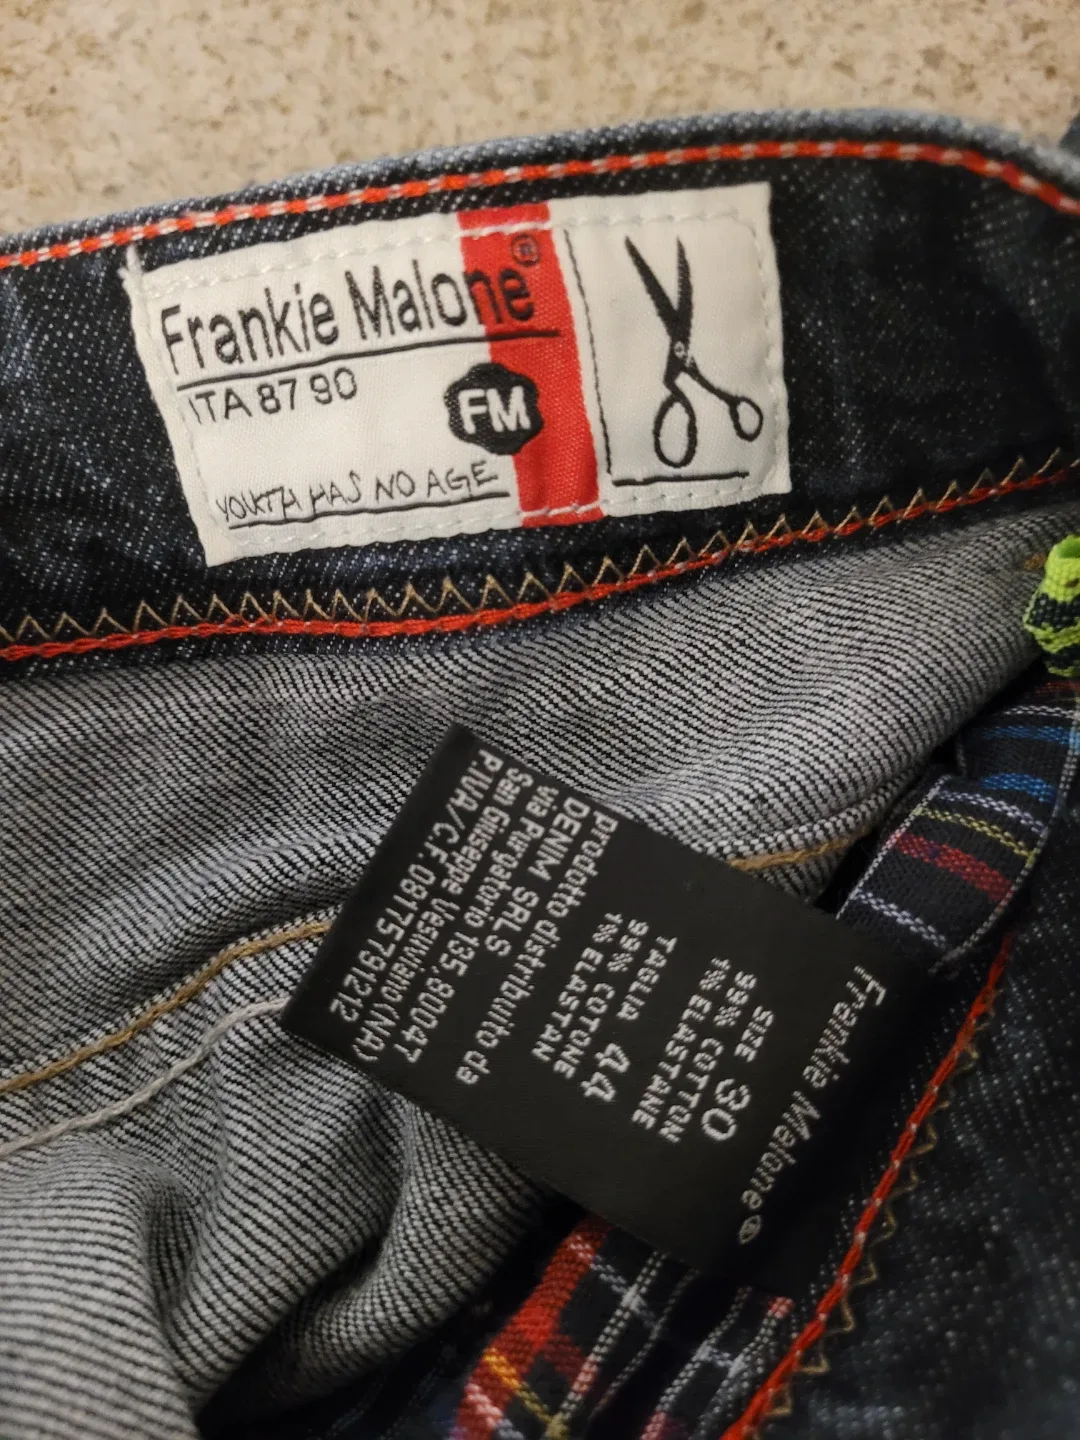 Frankie Malone®
ITA 87 90
FM
YOUTH HAS NO AGE
Frankie Malone®
SIZE 30
99% COTTON
1% ELASTANE
TAGLIA 44
99% COTONE
1% ELASTAN
prodotto distribuito da
DENIM SRLS
via Purgatorio 135.80047
San Giuseppe Vesuviano(NA)
P.IVA/C.F.08175791212